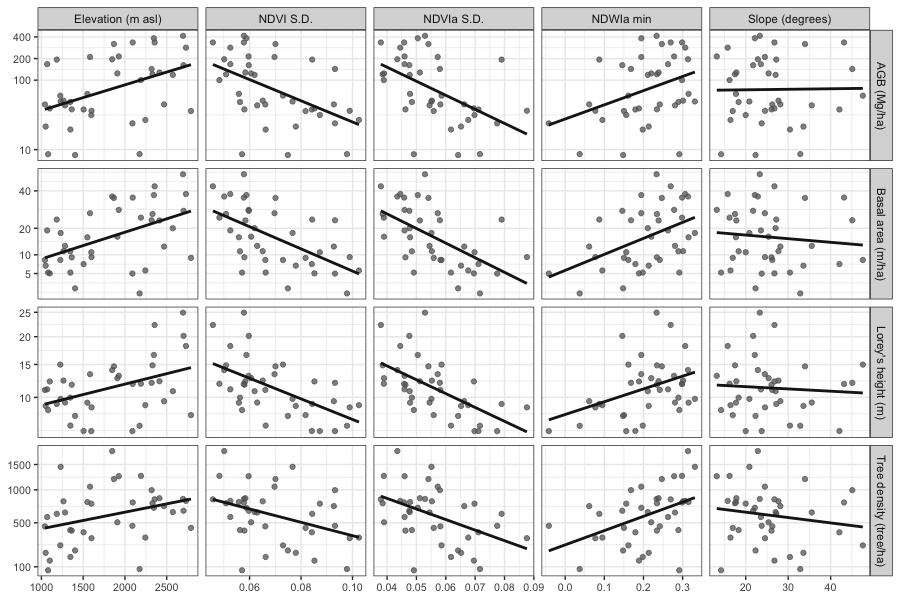 Elevation (m asl) NDVI S.D. NDVIa S.D. NDWIa min Slope (degrees)
400
200
100
10
AGB (Mg/ha)
40
20
10
5
Basal area (m/ha)
25
20
15
10
Lorey's height (m)
1500
1000
500
100
Tree density (tree/ha)
1000 1500 2000 2500 0.06 0.08 0.10 0.04 0.05 0.06 0.07 0.08 0.09 0.0 0.1 0.2 0.3 20 30 40